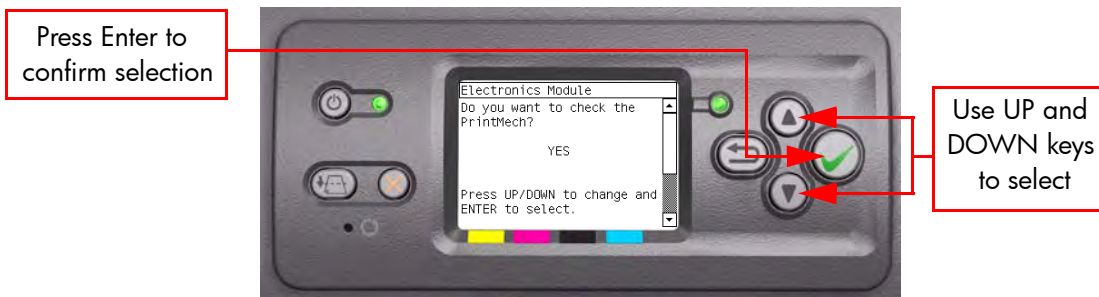 Press Enter to
confirm selection
Electronics Module
Do you want to check the
PrintMech?
YES
Press UP/DOWN to change and
ENTER to select.
Use UP and
DOWN keys
to select